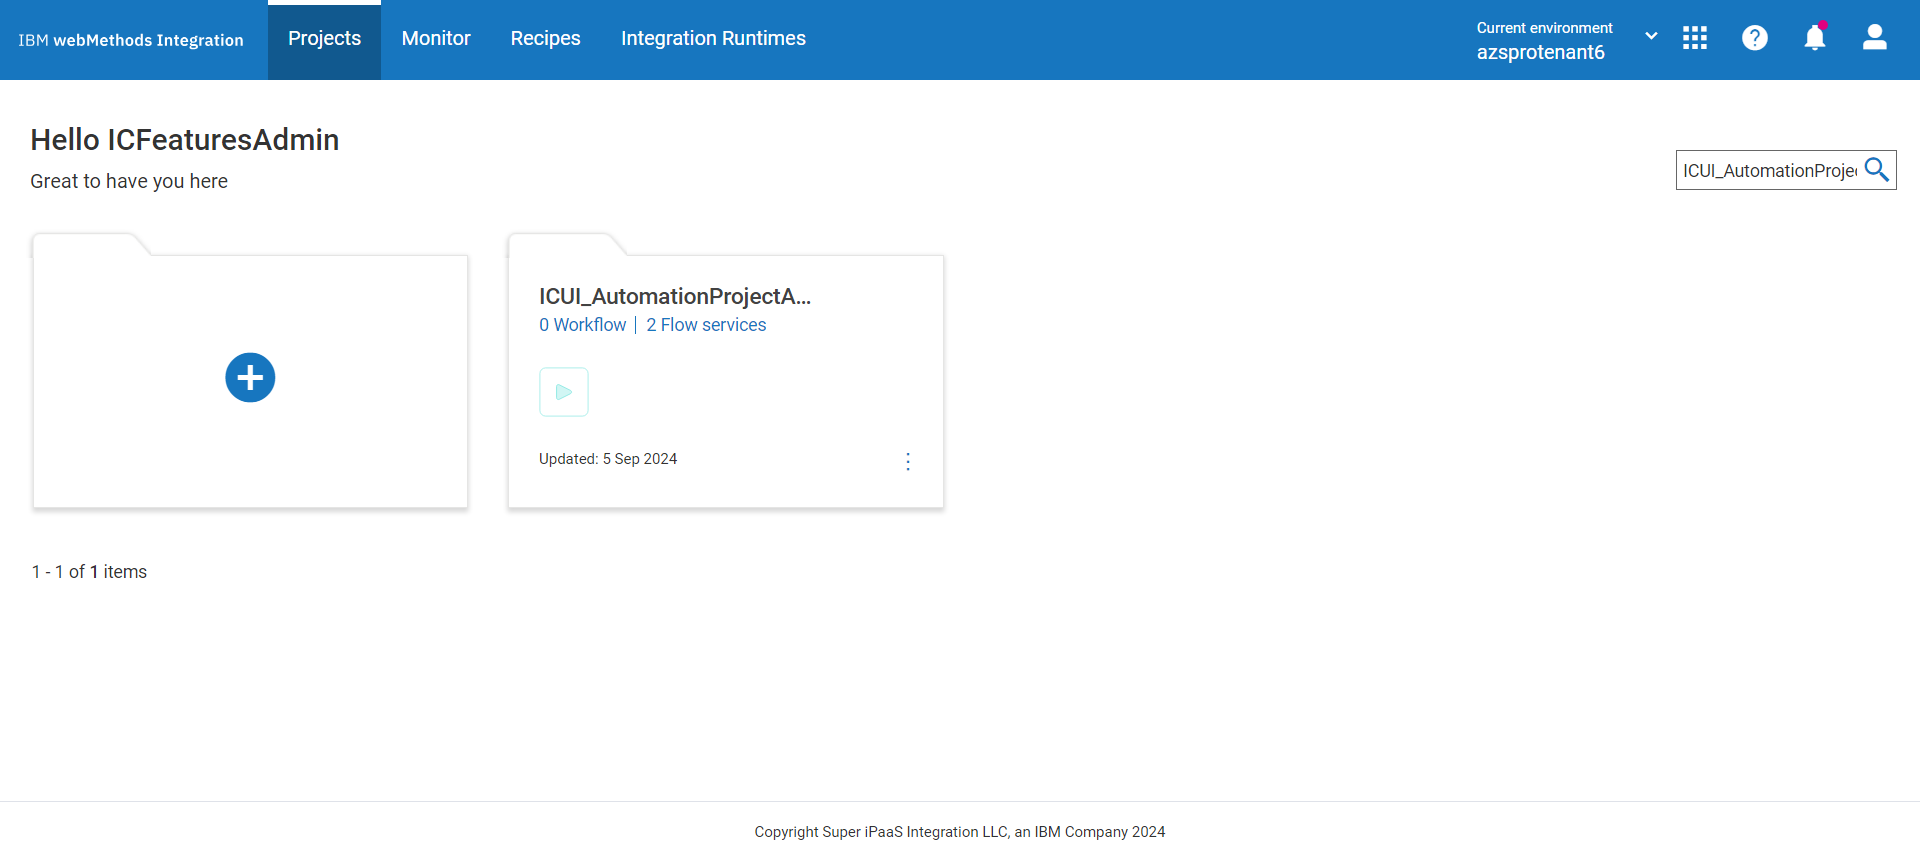 IBM webMethods Integration
Projects
Monitor
Recipes
Integration Runtimes
Current environment
azsprotenant6
Hello ICFeaturesAdmin
Great to have you here
ICUI_AutomationProje
ICUI_AutomationProjectA...
0 Workflow | 2 Flow services
Updated: 5 Sep 2024
1 - 1 of 1 items
Copyright Super iPaaS Integration LLC, an IBM Company 2024